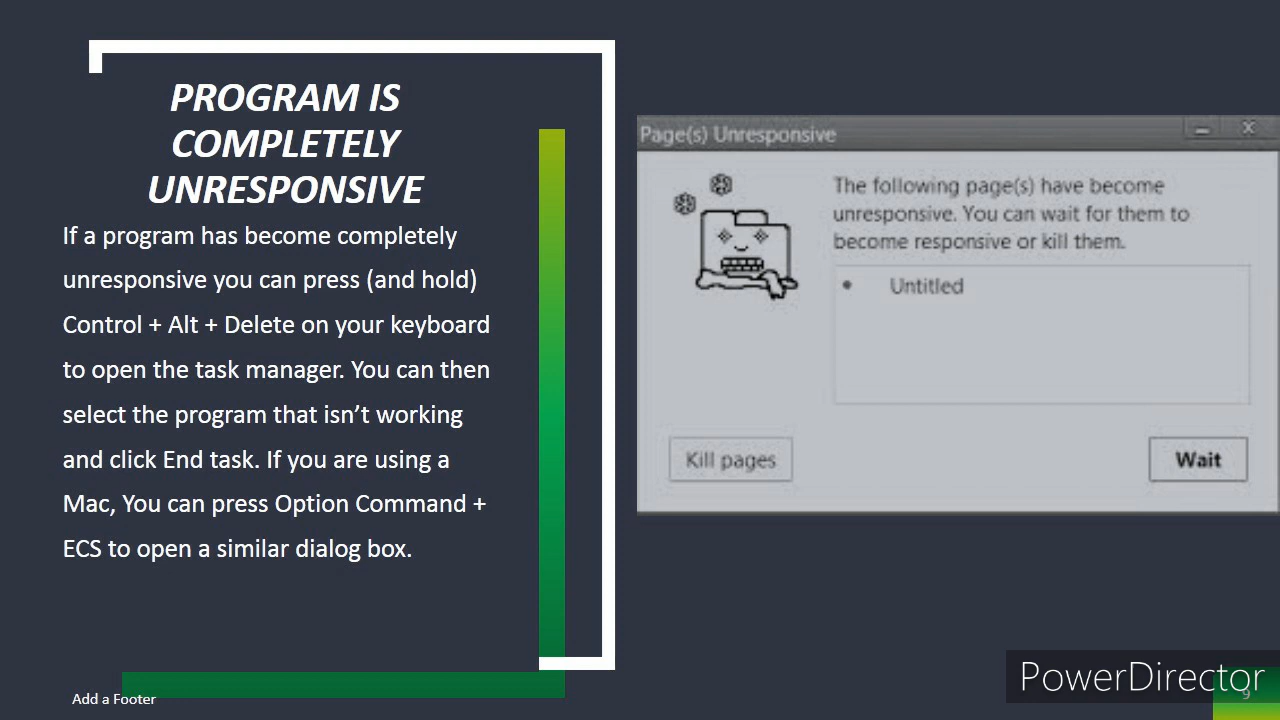 PROGRAM IS
COMPLETELY
UNRESPONSIVE
If a program has become completely
unresponsive you can press (and hold)
Control + Alt + Delete on your keyboard
to open the task manager. You can then
select the program that isn’t working
and click End task. If you are using a
Mac, You can press Option Command +
ECS to open a similar dialog box.
Page(s) Unresponsive
The following page(s) have become
unresponsive. You can wait for them to
become responsive or kill them.
• Untitled
Kill pages
Wait
Add a Footer
PowerDirector
9